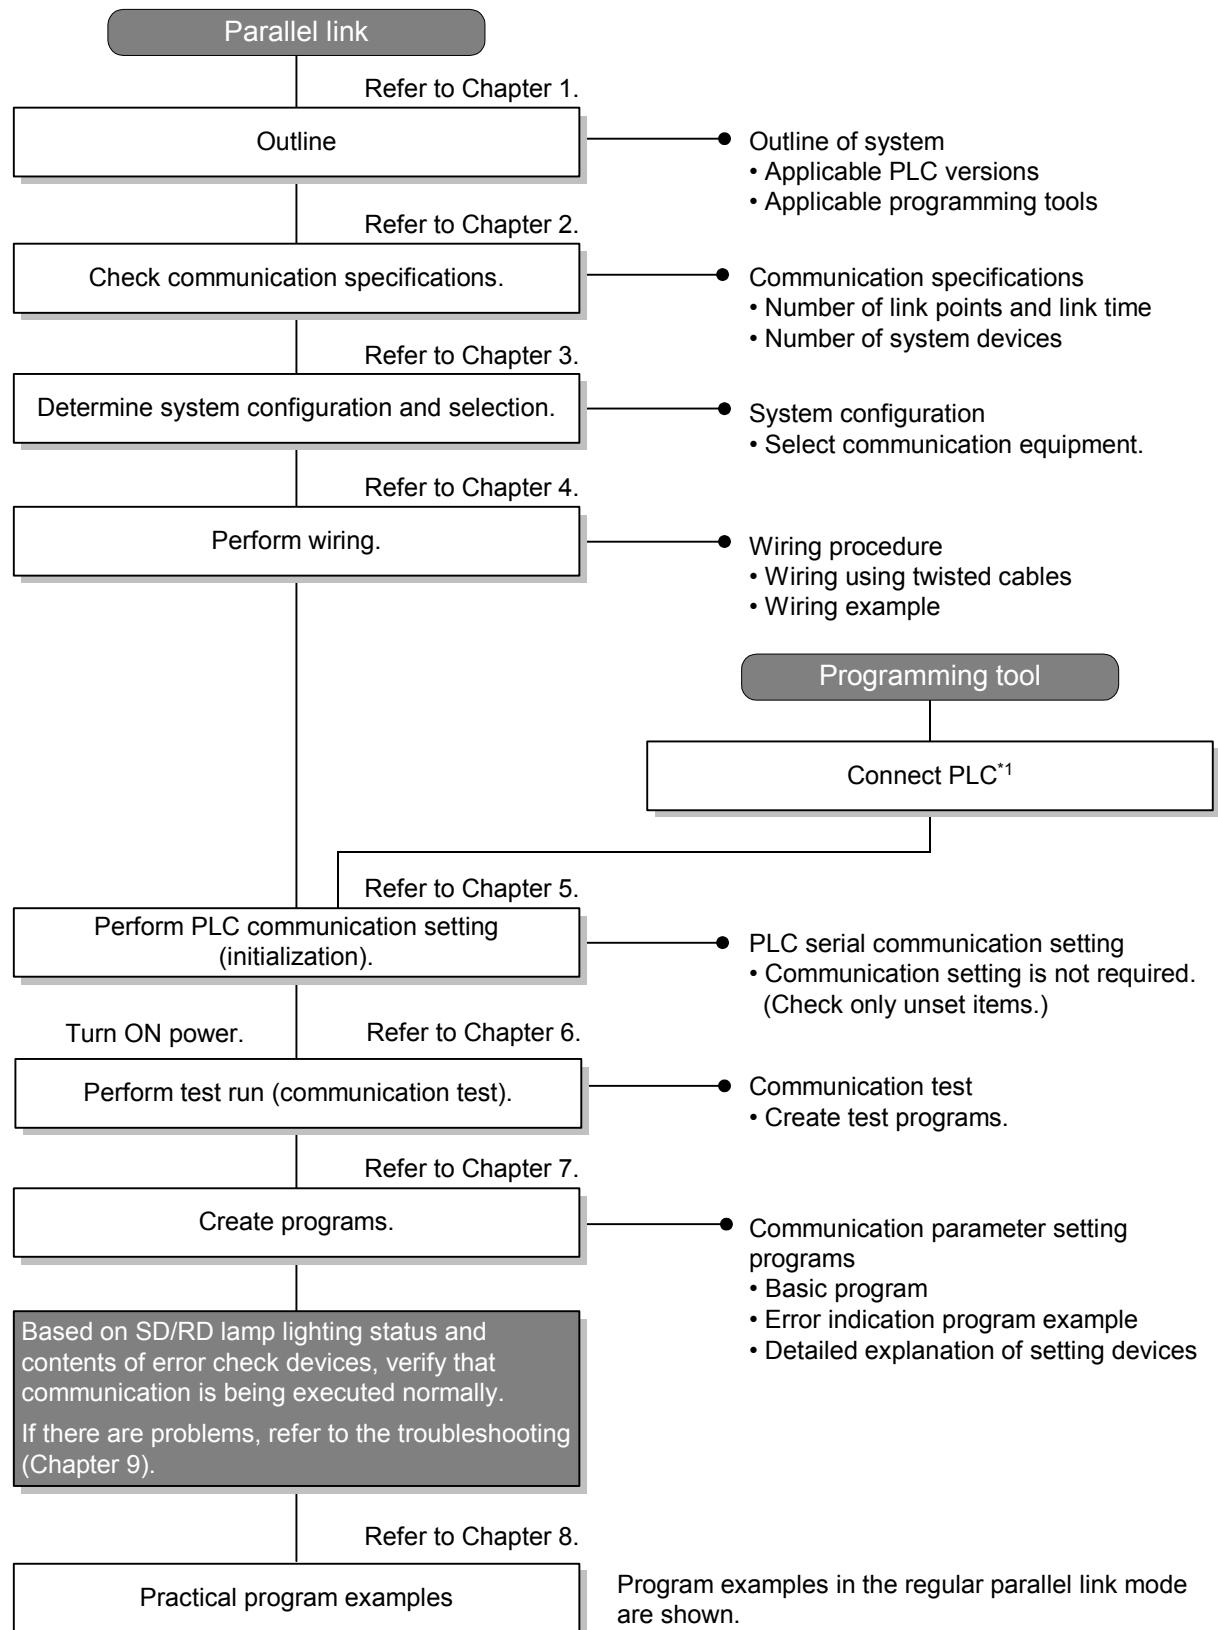 Parallel link
Refer to Chapter 1.
Outline
Outline of system
• Applicable PLC versions
• Applicable programming tools
Refer to Chapter 2.
Check communication specifications.
Communication specifications
• Number of link points and link time
• Number of system devices
Refer to Chapter 3.
Determine system configuration and selection.
System configuration
• Select communication equipment.
Refer to Chapter 4.
Perform wiring.
Wiring procedure
• Wiring using twisted cables
• Wiring example
Programming tool
Connect PLC*1
Refer to Chapter 5.
Perform PLC communication setting
(initialization).
PLC serial communication setting
• Communication setting is not required.
(Check only unset items.)
Turn ON power.
Refer to Chapter 6.
Perform test run (communication test).
Communication test
• Create test programs.
Refer to Chapter 7.
Create programs.
Communication parameter setting
programs
• Basic program
• Error indication program example
• Detailed explanation of setting devices
Based on SD/RD lamp lighting status and
contents of error check devices, verify that
communication is being executed normally.
If there are problems, refer to the troubleshooting
(Chapter 9).
Refer to Chapter 8.
Practical program examples
Program examples in the regular parallel link mode
are shown.